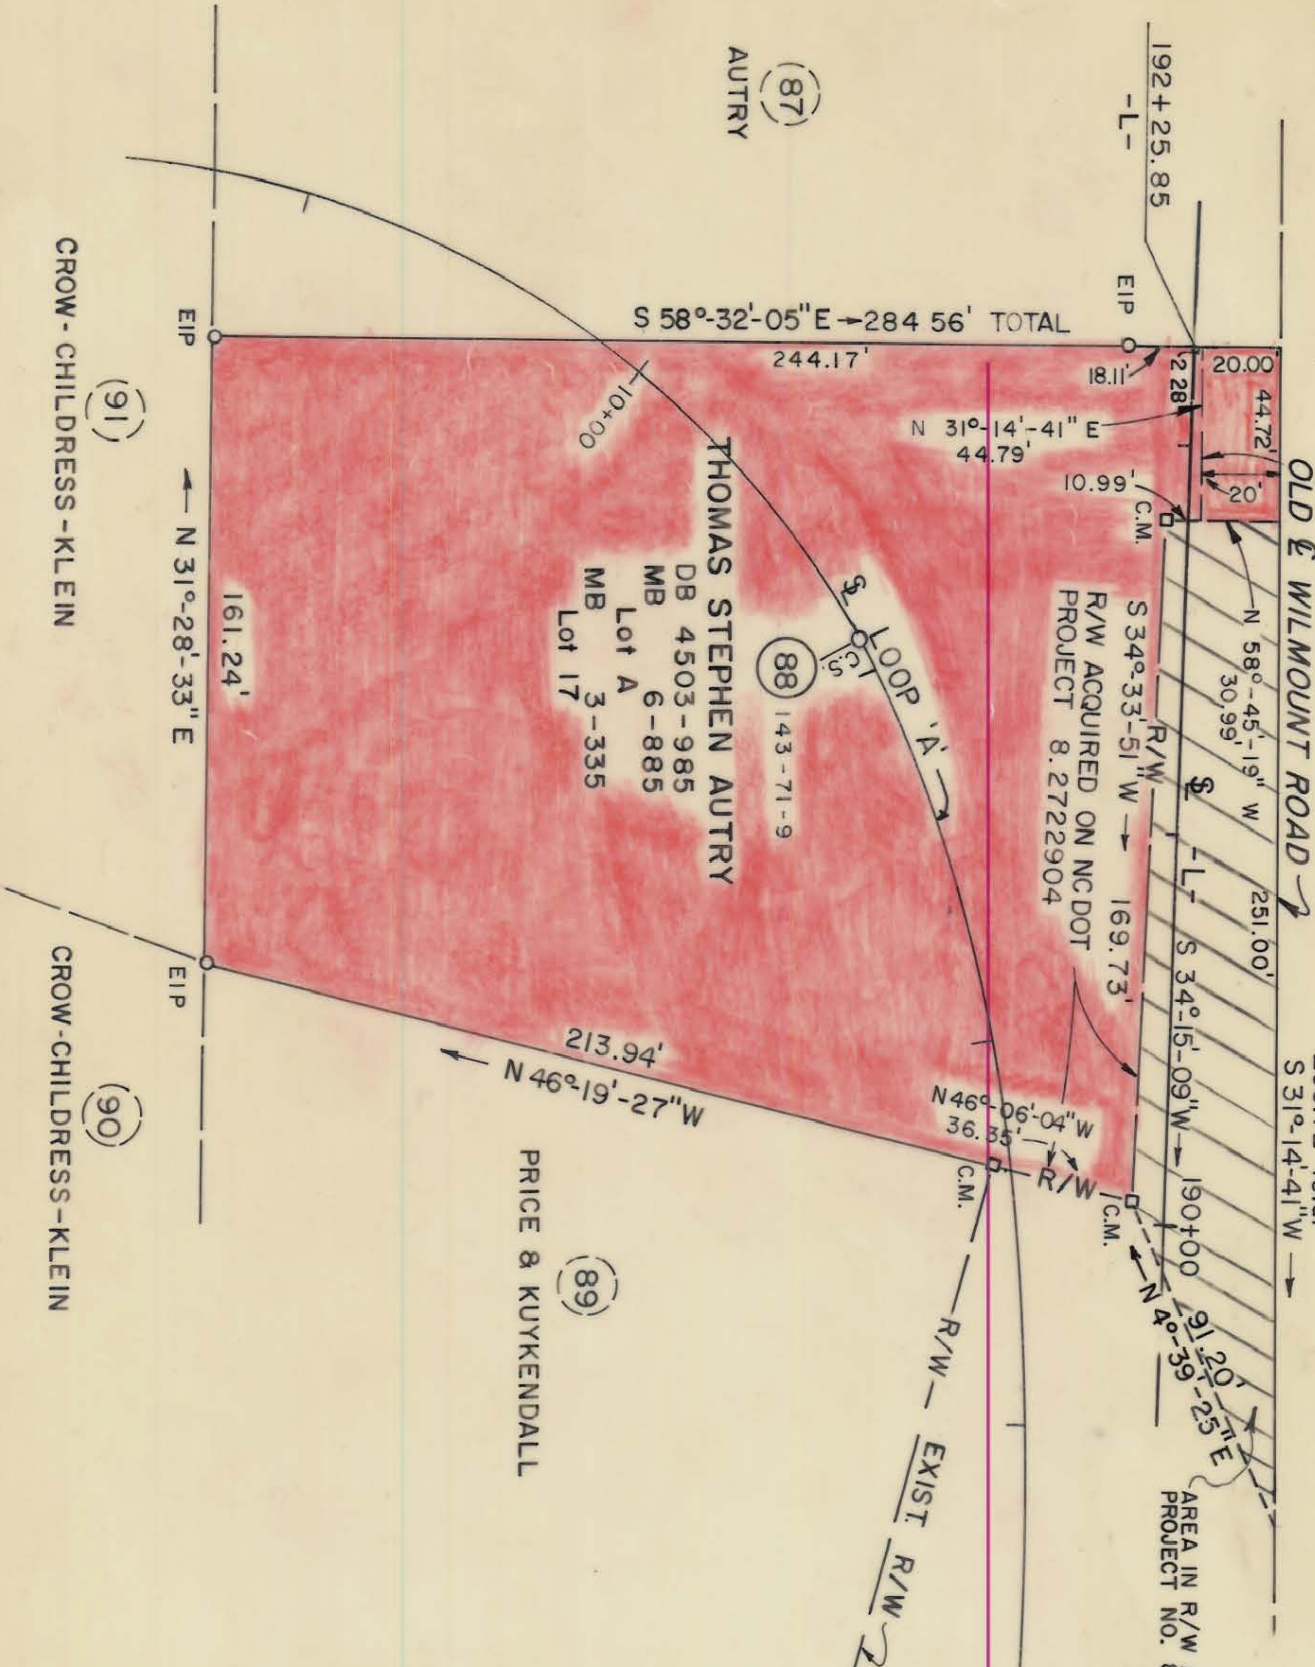 192+25.85
-L-
(87)
AUTRY
S 58°-32'-05"E → 284.56' TOTAL
EIP
244.17'
18.11'
2 28
20.00
44.72'
N 31°-14'-41" E
44.79'
10.99'
C.M.
20'
OLD ℄ WILMOUNT ROAD
N 58°-45'-19" W
30.99'
251.00'
S 31°-14'-41"W →
R/W
℄ -L- S 34°-15'-09"W → 190+00
S 34°-33'-51"W → 169.73'
R/W ACQUIRED ON NC DOT
PROJECT 8.2722904
10+00
℄ LOOP 'A'
C.S.
88
143-71-9
THOMAS STEPHEN AUTRY
DB 4503-985
MB 6-885
Lot A
MB 3-335
Lot 17
161.24'
← N 31°-28'-33"E
EIP
EIP
CROW-CHILDRESS-KLEIN
(91)
213.94'
← N 46°-19'-27"W
N46°-06'-04"W
36.35'
R/W
C.M.
C.M.
N 4°-39'-25"E
91.20'
AREA IN R/W
PROJECT NO.
R/W
EXIST. R/W
(89)
PRICE & KUYKENDALL
(90)
CROW-CHILDRESS-KLEIN